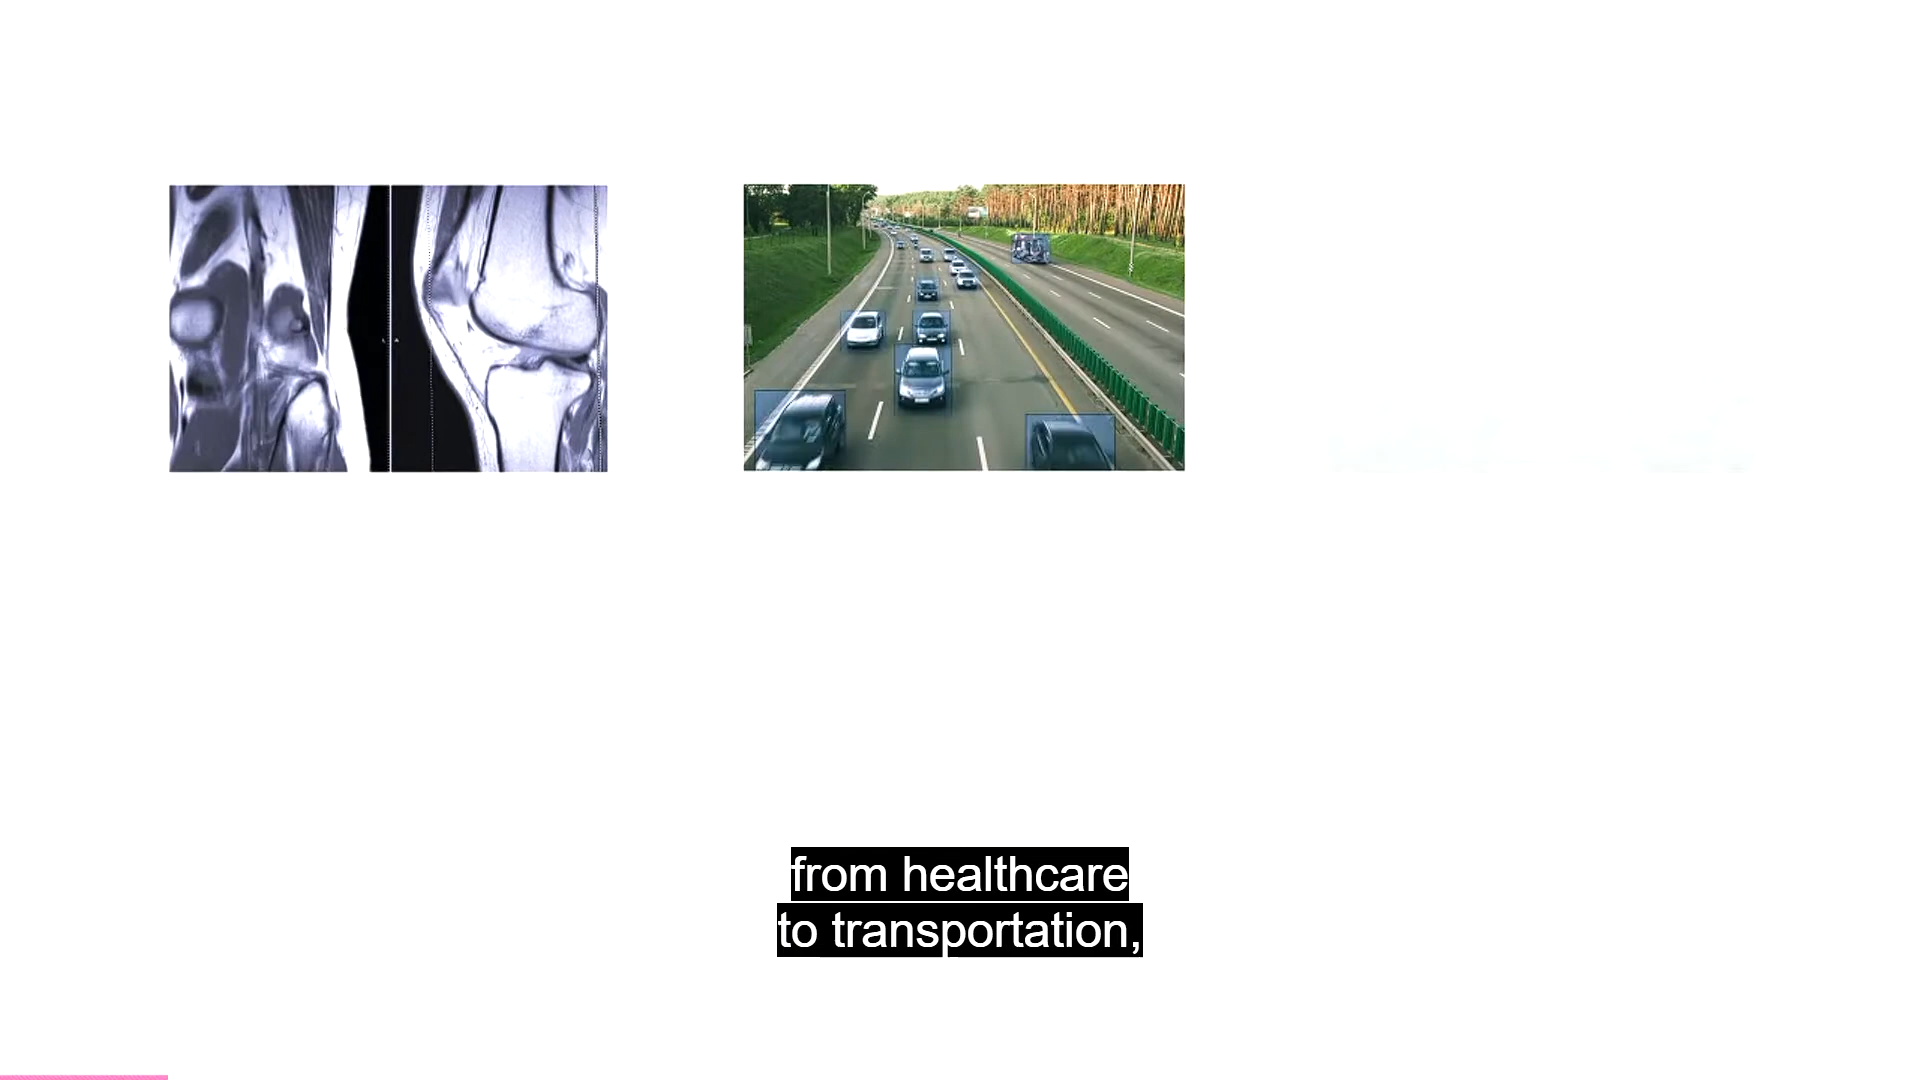 from healthcare
to transportation,